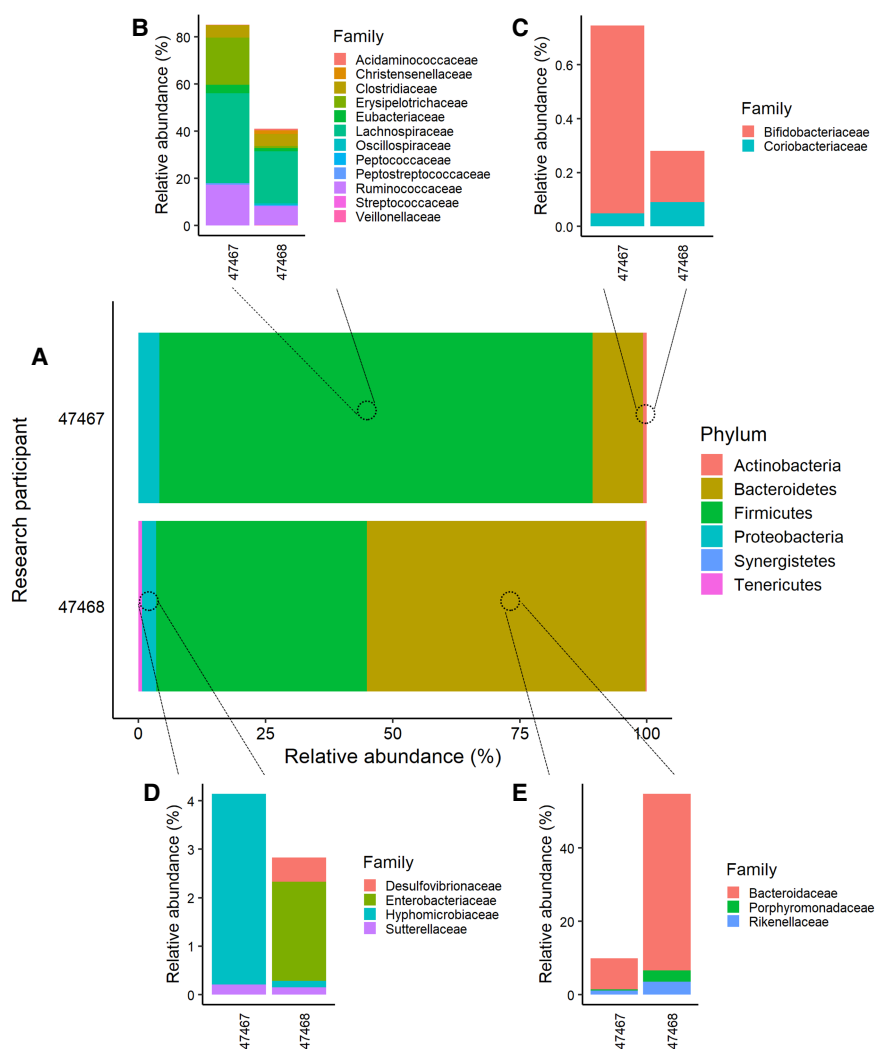 B
Relative abundance (%)
80
60
40
20
0
47467
47468
Family
Acidaminococcaceae
Christensenellaceae
Clostridiaceae
Erysipelotrichaceae
Eubacteriaceae
Lachnospiraceae
Oscillospiraceae
Peptococcaceae
Peptostreptococcaceae
Ruminococcaceae
Streptococcaceae
Veillonellaceae
C
Relative abundance (%)
0.6
0.4
0.2
0.0
47467
47468
Family
Bifidobacteriaceae
Coriobacteriaceae
A
Research participant
47467
47468
0
25
50
75
100
Relative abundance (%)
Phylum
Actinobacteria
Bacteroidetes
Firmicutes
Proteobacteria
Synergistetes
Tenericutes
D
Relative abundance (%)
4
3
2
1
0
47467
47468
Family
Desulfovibrionaceae
Enterobacteriaceae
Hyphomicrobiaceae
Sutterellaceae
E
Relative abundance (%)
40
20
0
47467
47468
Family
Bacteroidaceae
Porphyromonadaceae
Rikenellaceae